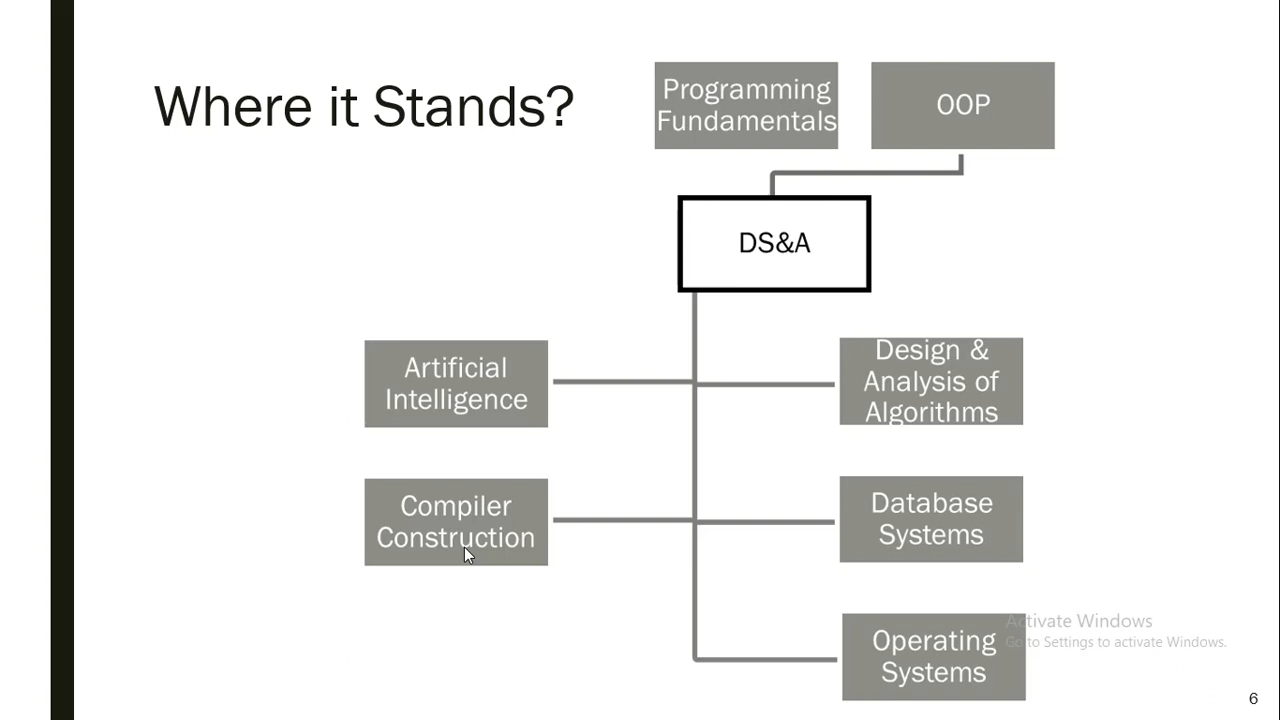 Where it Stands?
Programming
Fundamentals
OOP
DS&A
Artificial
Intelligence
Design &
Analysis of
Algorithms
Compiler
Construction
Database
Systems
Operating
Systems
Activate Windows
Go to Settings to activate Windows.
6